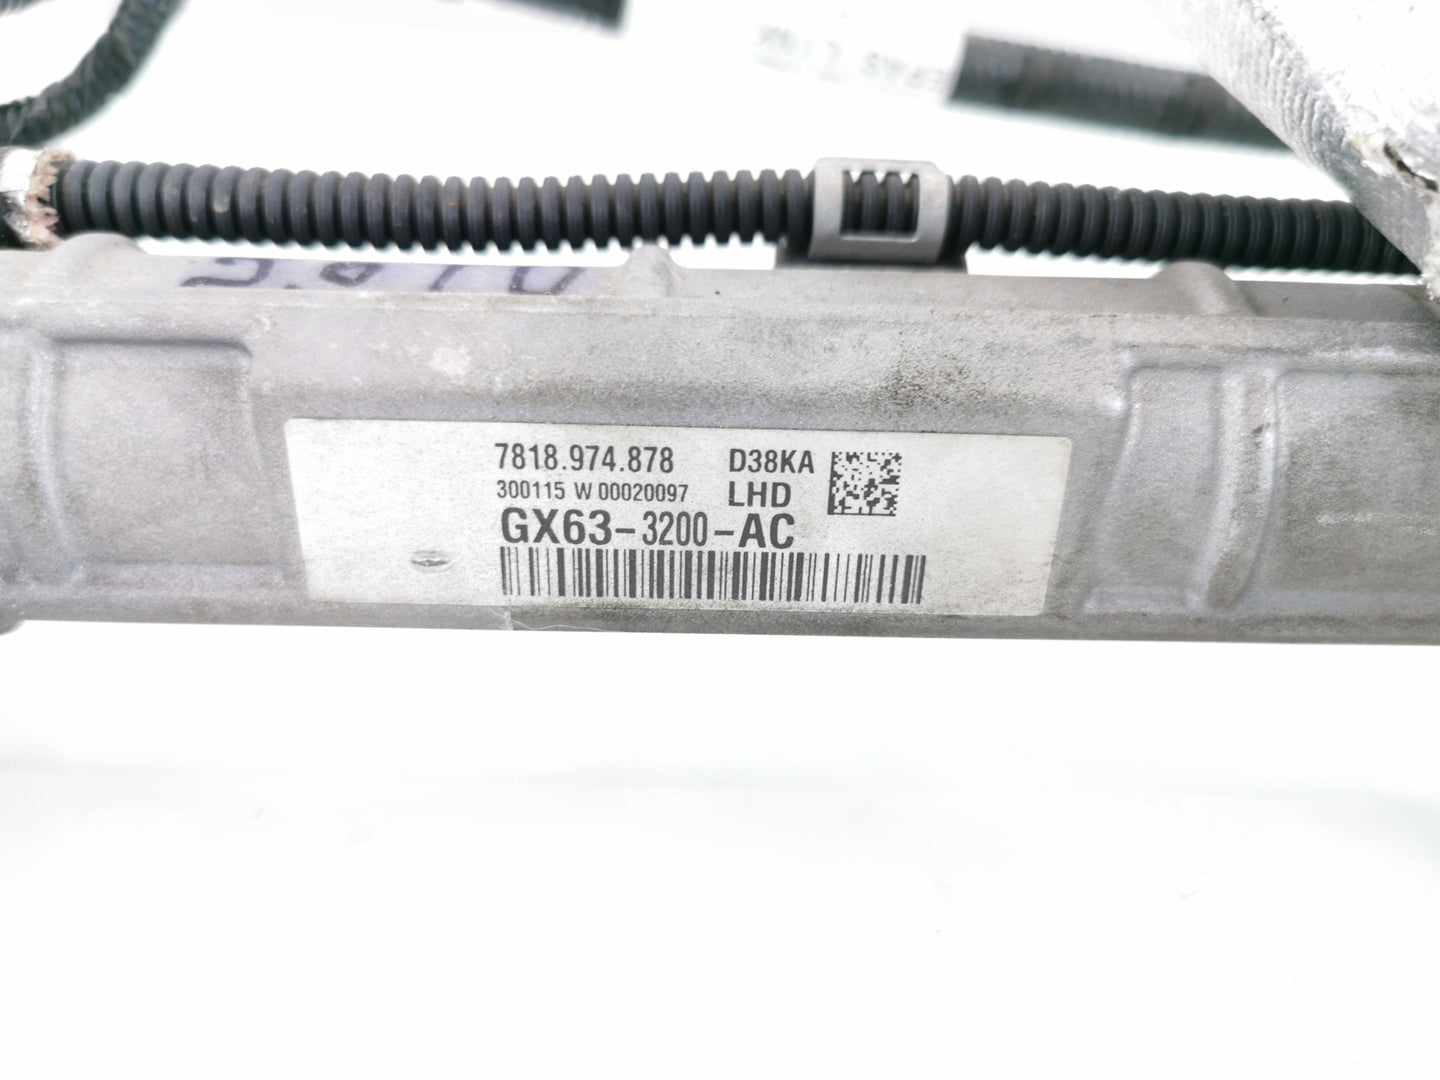 7818.974.878 D38KA
300115 W 00020097 LHD
GX63-3200-AC